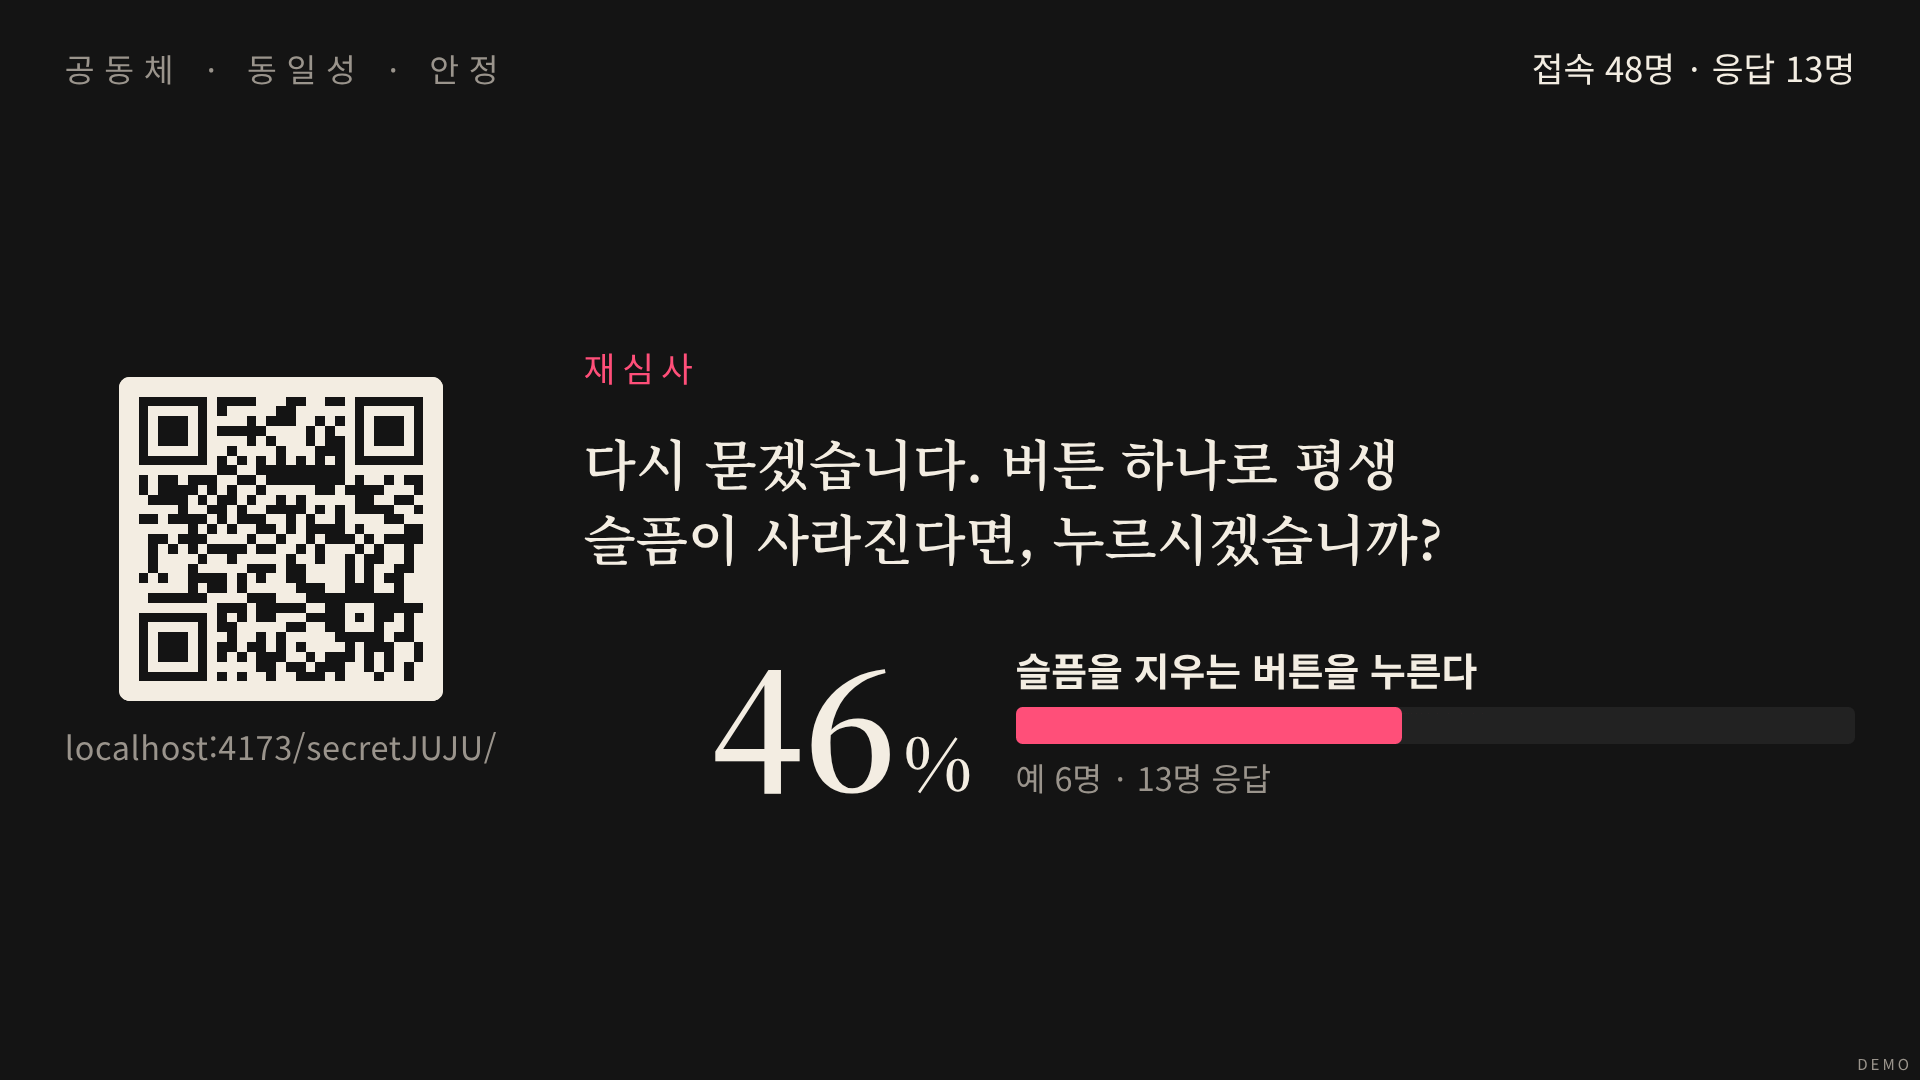 공동체 · 동일성 · 안정
접속 48명 · 응답 13명
재심사
다시 묻겠습니다. 버튼 하나로 평생
슬픔이 사라진다면, 누르시겠습니까?
46%
슬픔을 지우는 버튼을 누른다
예 6명 · 13명 응답
localhost:4173/secretJUJU/
DEMO